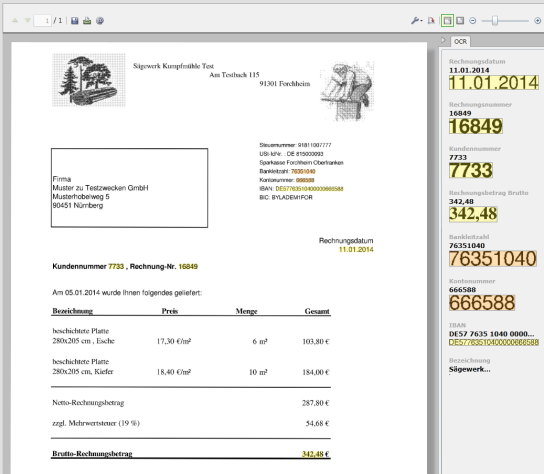 1 / 1
OCR
Sägewerk Kumpfmühle Test
Am Testbach 115
91301 Forchheim
Steuernummer: 91811007777
USt-IdNr. : DE 815000093
Sparkasse Forchheim Oberfranken
Bankleitzahl: 76351040
Kontonummer: 666588
IBAN: DE57763510400000666588
BIC: BYLADEM1FOR
Firma
Muster zu Testzwecken GmbH
Musterhobelweg 5
90451 Nürnberg
Rechnungsdatum
11.01.2014
Kundennummer 7733 , Rechnung-Nr. 16849
Am 05.01.2014 wurde Ihnen folgendes geliefert:
Bezeichnung Preis Menge Gesamt
beschichtete Platte
280x205 cm , Esche 17,30 €/m² 6 m² 103,80 €
beschichtete Platte
280x205 cm, Kiefer 18,40 €/m² 10 m² 184,00 €
Netto-Rechnungsbetrag 287,80 €
zzgl. Mehrwertsteuer (19 %) 54,68 €
Brutto-Rechnungsbetrag 342,48 €
Rechnungsdatum
11.01.2014
11.01.2014
Rechnungsnummer
16849
16849
Kundennummer
7733
7733
Rechnungsbetrag Brutto
342,48
342,48
Bankleitzahl
76351040
76351040
Kontonummer
666588
666588
IBAN
DE57 7635 1040 0000...
DE57763510400000666588
Bezeichnung
Sägewerk...